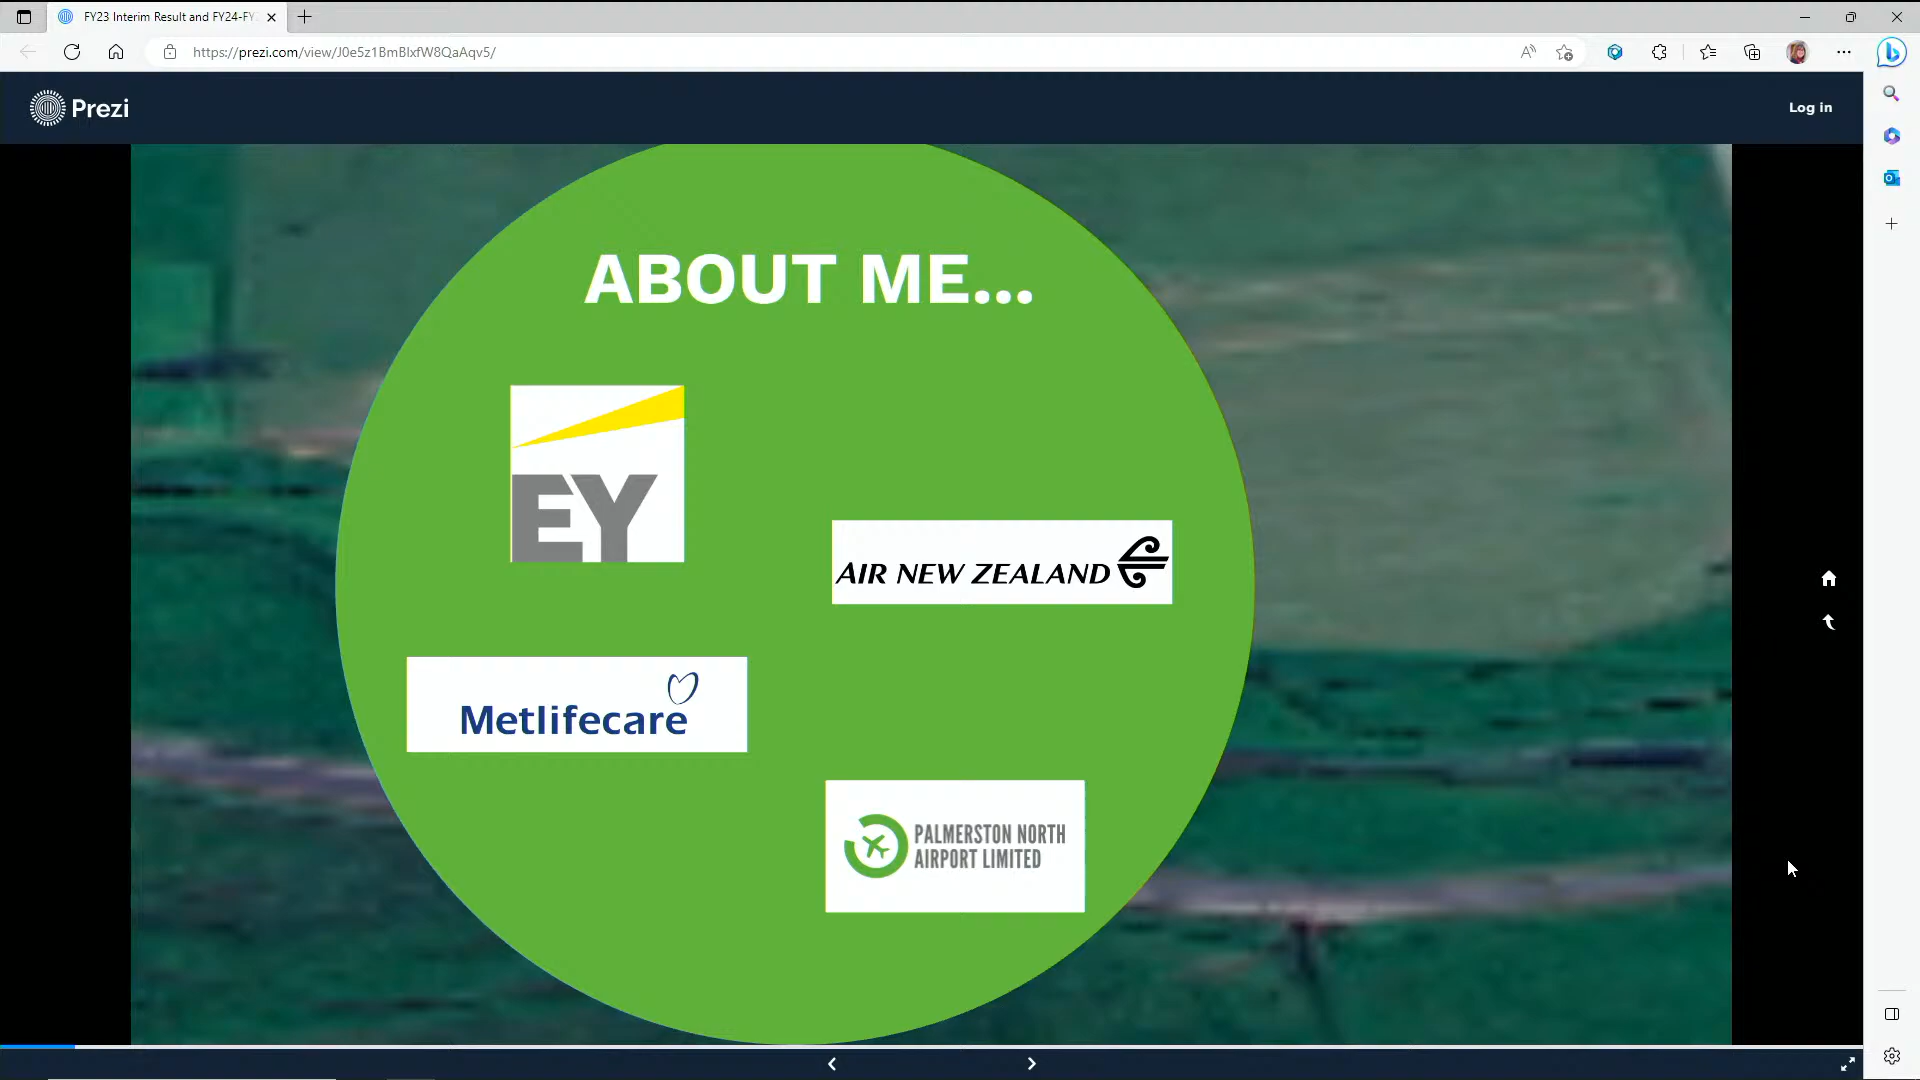 FY23 Interim Result and FY24-FY
https://prezi.com/view/J0e5z1BmBlxfW8QaAqv5/
Prezi
Log in
ABOUT ME...
EY
AIR NEW ZEALAND
Metlifecare
PALMERSTON NORTH
AIRPORT LIMITED